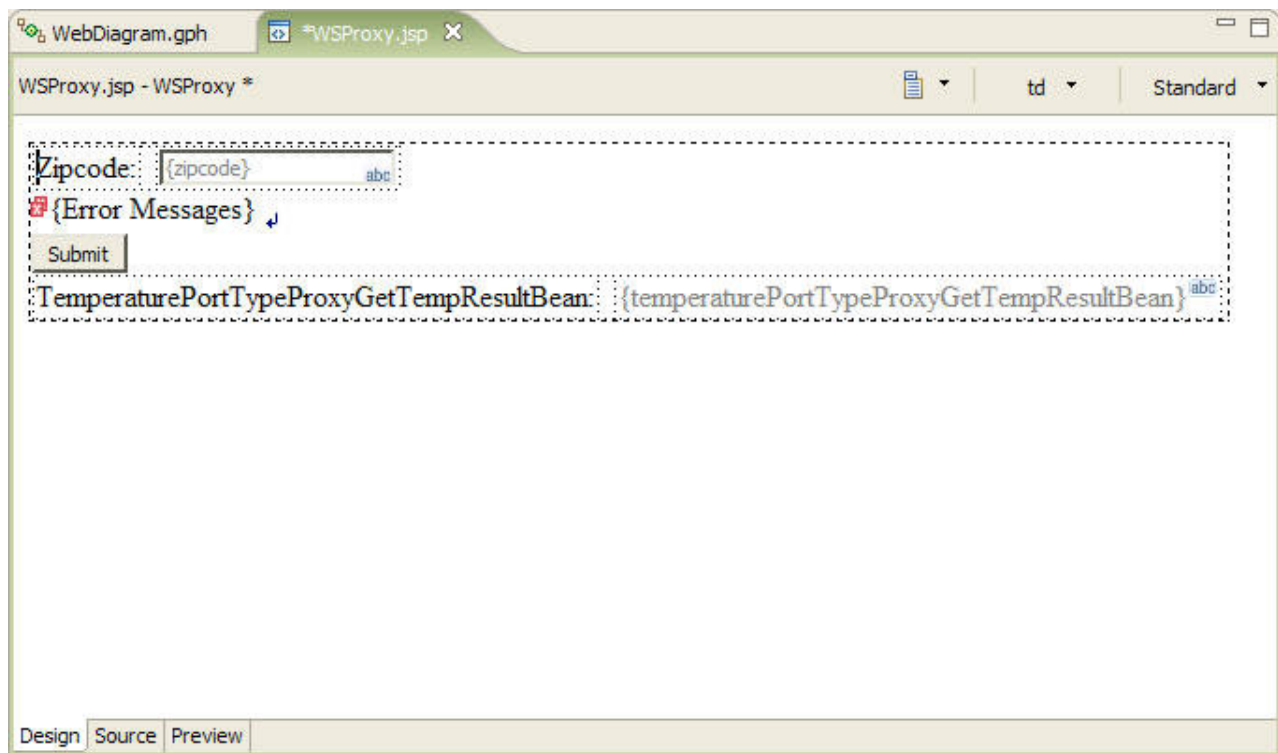 WebDiagram.gph *WSProxy.jsp
WSProxy.jsp - WSProxy * td Standard
Zipcode: {zipcode} abc
{Error Messages}
Submit
TemperaturePortTypeProxyGetTempResultBean: {temperaturePortTypeProxyGetTempResultBean} abc
Design Source Preview